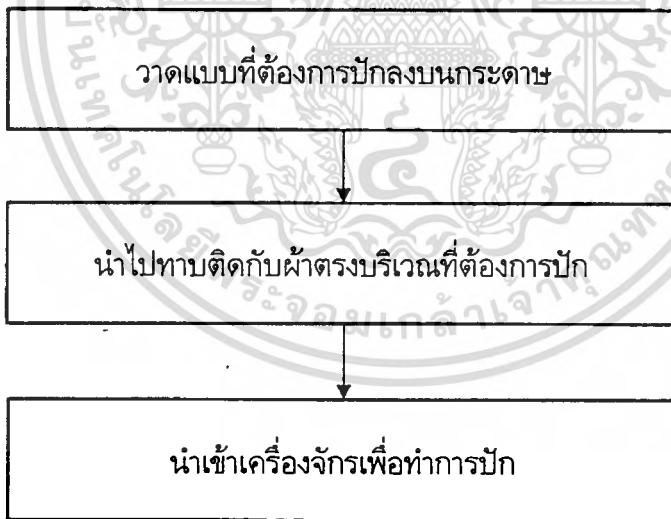 วาดแบบที่ต้องการปักลงบนกระดาษ
นำไปทาบติดกับผ้าตรงบริเวณที่ต้องการปัก
นำเข้าเครื่องจักรเพื่อทำการปัก